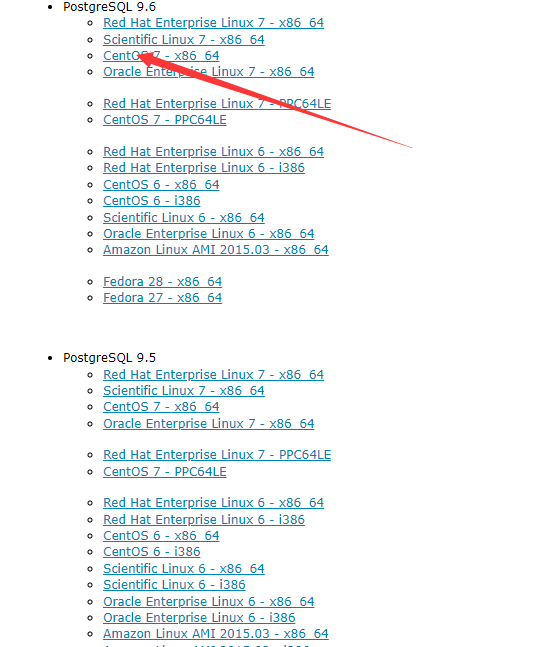 PostgreSQL 9.6
Red Hat Enterprise Linux 7 - x86_64
Scientific Linux 7 - x86_64
CentOS 7 - x86_64
Oracle Enterprise Linux 7 - x86_64
Red Hat Enterprise Linux 7 - PPC64LE
CentOS 7 - PPC64LE
Red Hat Enterprise Linux 6 - x86_64
Red Hat Enterprise Linux 6 - i386
CentOS 6 - x86_64
CentOS 6 - i386
Scientific Linux 6 - x86_64
Oracle Enterprise Linux 6 - x86_64
Amazon Linux AMI 2015.03 - x86_64
Fedora 28 - x86_64
Fedora 27 - x86_64
PostgreSQL 9.5
Red Hat Enterprise Linux 7 - x86_64
Scientific Linux 7 - x86_64
CentOS 7 - x86_64
Oracle Enterprise Linux 7 - x86_64
Red Hat Enterprise Linux 7 - PPC64LE
CentOS 7 - PPC64LE
Red Hat Enterprise Linux 6 - x86_64
Red Hat Enterprise Linux 6 - i386
CentOS 6 - x86_64
CentOS 6 - i386
Scientific Linux 6 - x86_64
Scientific Linux 6 - i386
Oracle Enterprise Linux 6 - x86_64
Oracle Enterprise Linux 6 - i386
Amazon Linux AMI 2015.03 - x86_64